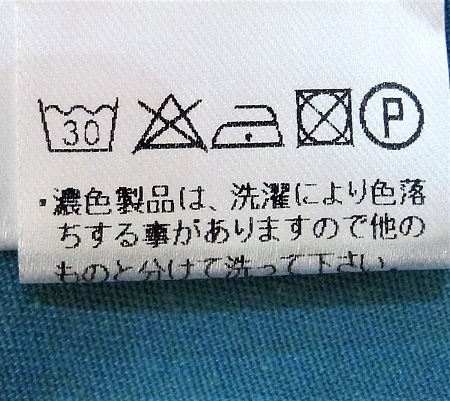 30 P
・濃色製品は、洗濯により色落
ちする事がありますので他の
ものと分けて洗って下さい。